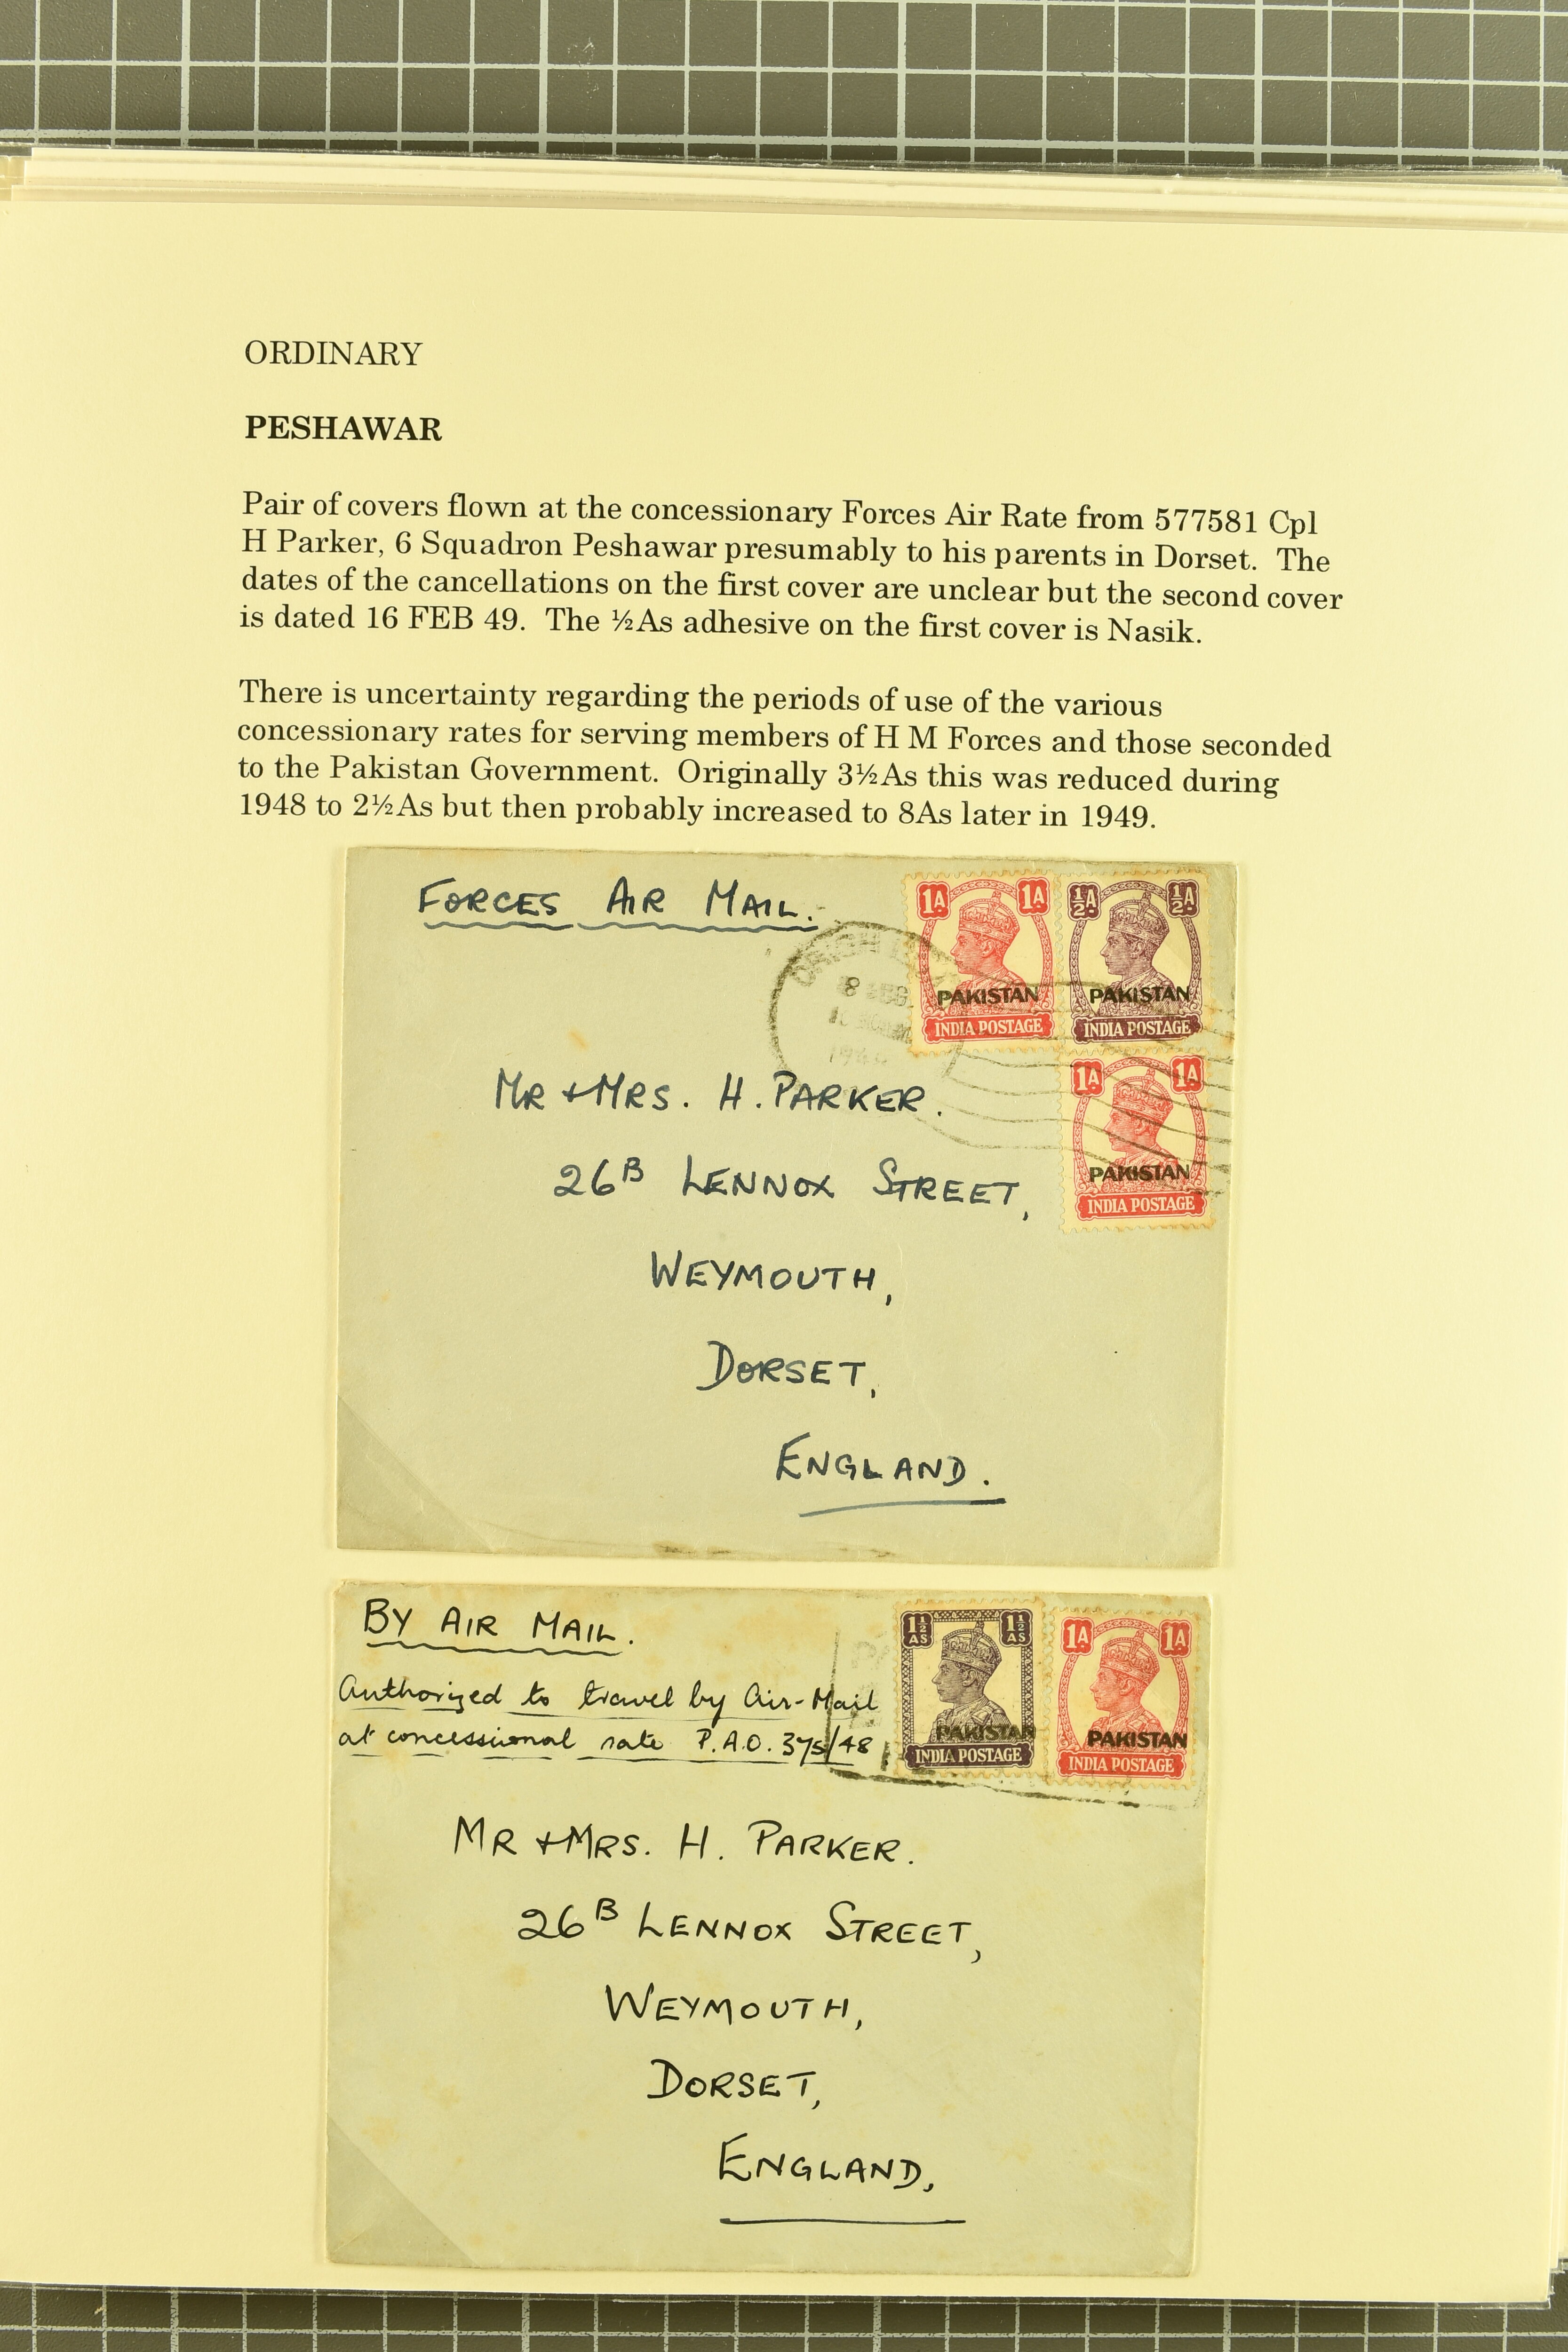 ORDINARY
PESHAWAR
Pair of covers flown at the concessionary Forces Air Rate from 577581 Cpl
H Parker, 6 Squadron Peshawar presumably to his parents in Dorset.  The
dates of the cancellations on the first cover are unclear but the second cover
is dated 16 FEB 49.  The ½As adhesive on the first cover is Nasik.
There is uncertainty regarding the periods of use of the various
concessionary rates for serving members of H M Forces and those seconded
to the Pakistan Government.  Originally 3½As this was reduced during
1948 to 2½As but then probably increased to 8As later in 1949.
FORCES AIR MAIL.
1A 1A
PAKISTAN
INDIA POSTAGE
½A ½A
PAKISTAN
INDIA POSTAGE
1A 1A
PAKISTAN
INDIA POSTAGE
MR + MRS. H. PARKER.
26B LENNOX STREET,
WEYMOUTH,
DORSET,
ENGLAND.
BY AIR MAIL.
Authorized to travel by Air-Mail
at concessional rate P.A.O. 375/48
1½AS 1½AS
PAKISTAN
INDIA POSTAGE
1A 1A
PAKISTAN
INDIA POSTAGE
MR + MRS. H. PARKER.
26B LENNOX STREET,
WEYMOUTH,
DORSET,
ENGLAND.